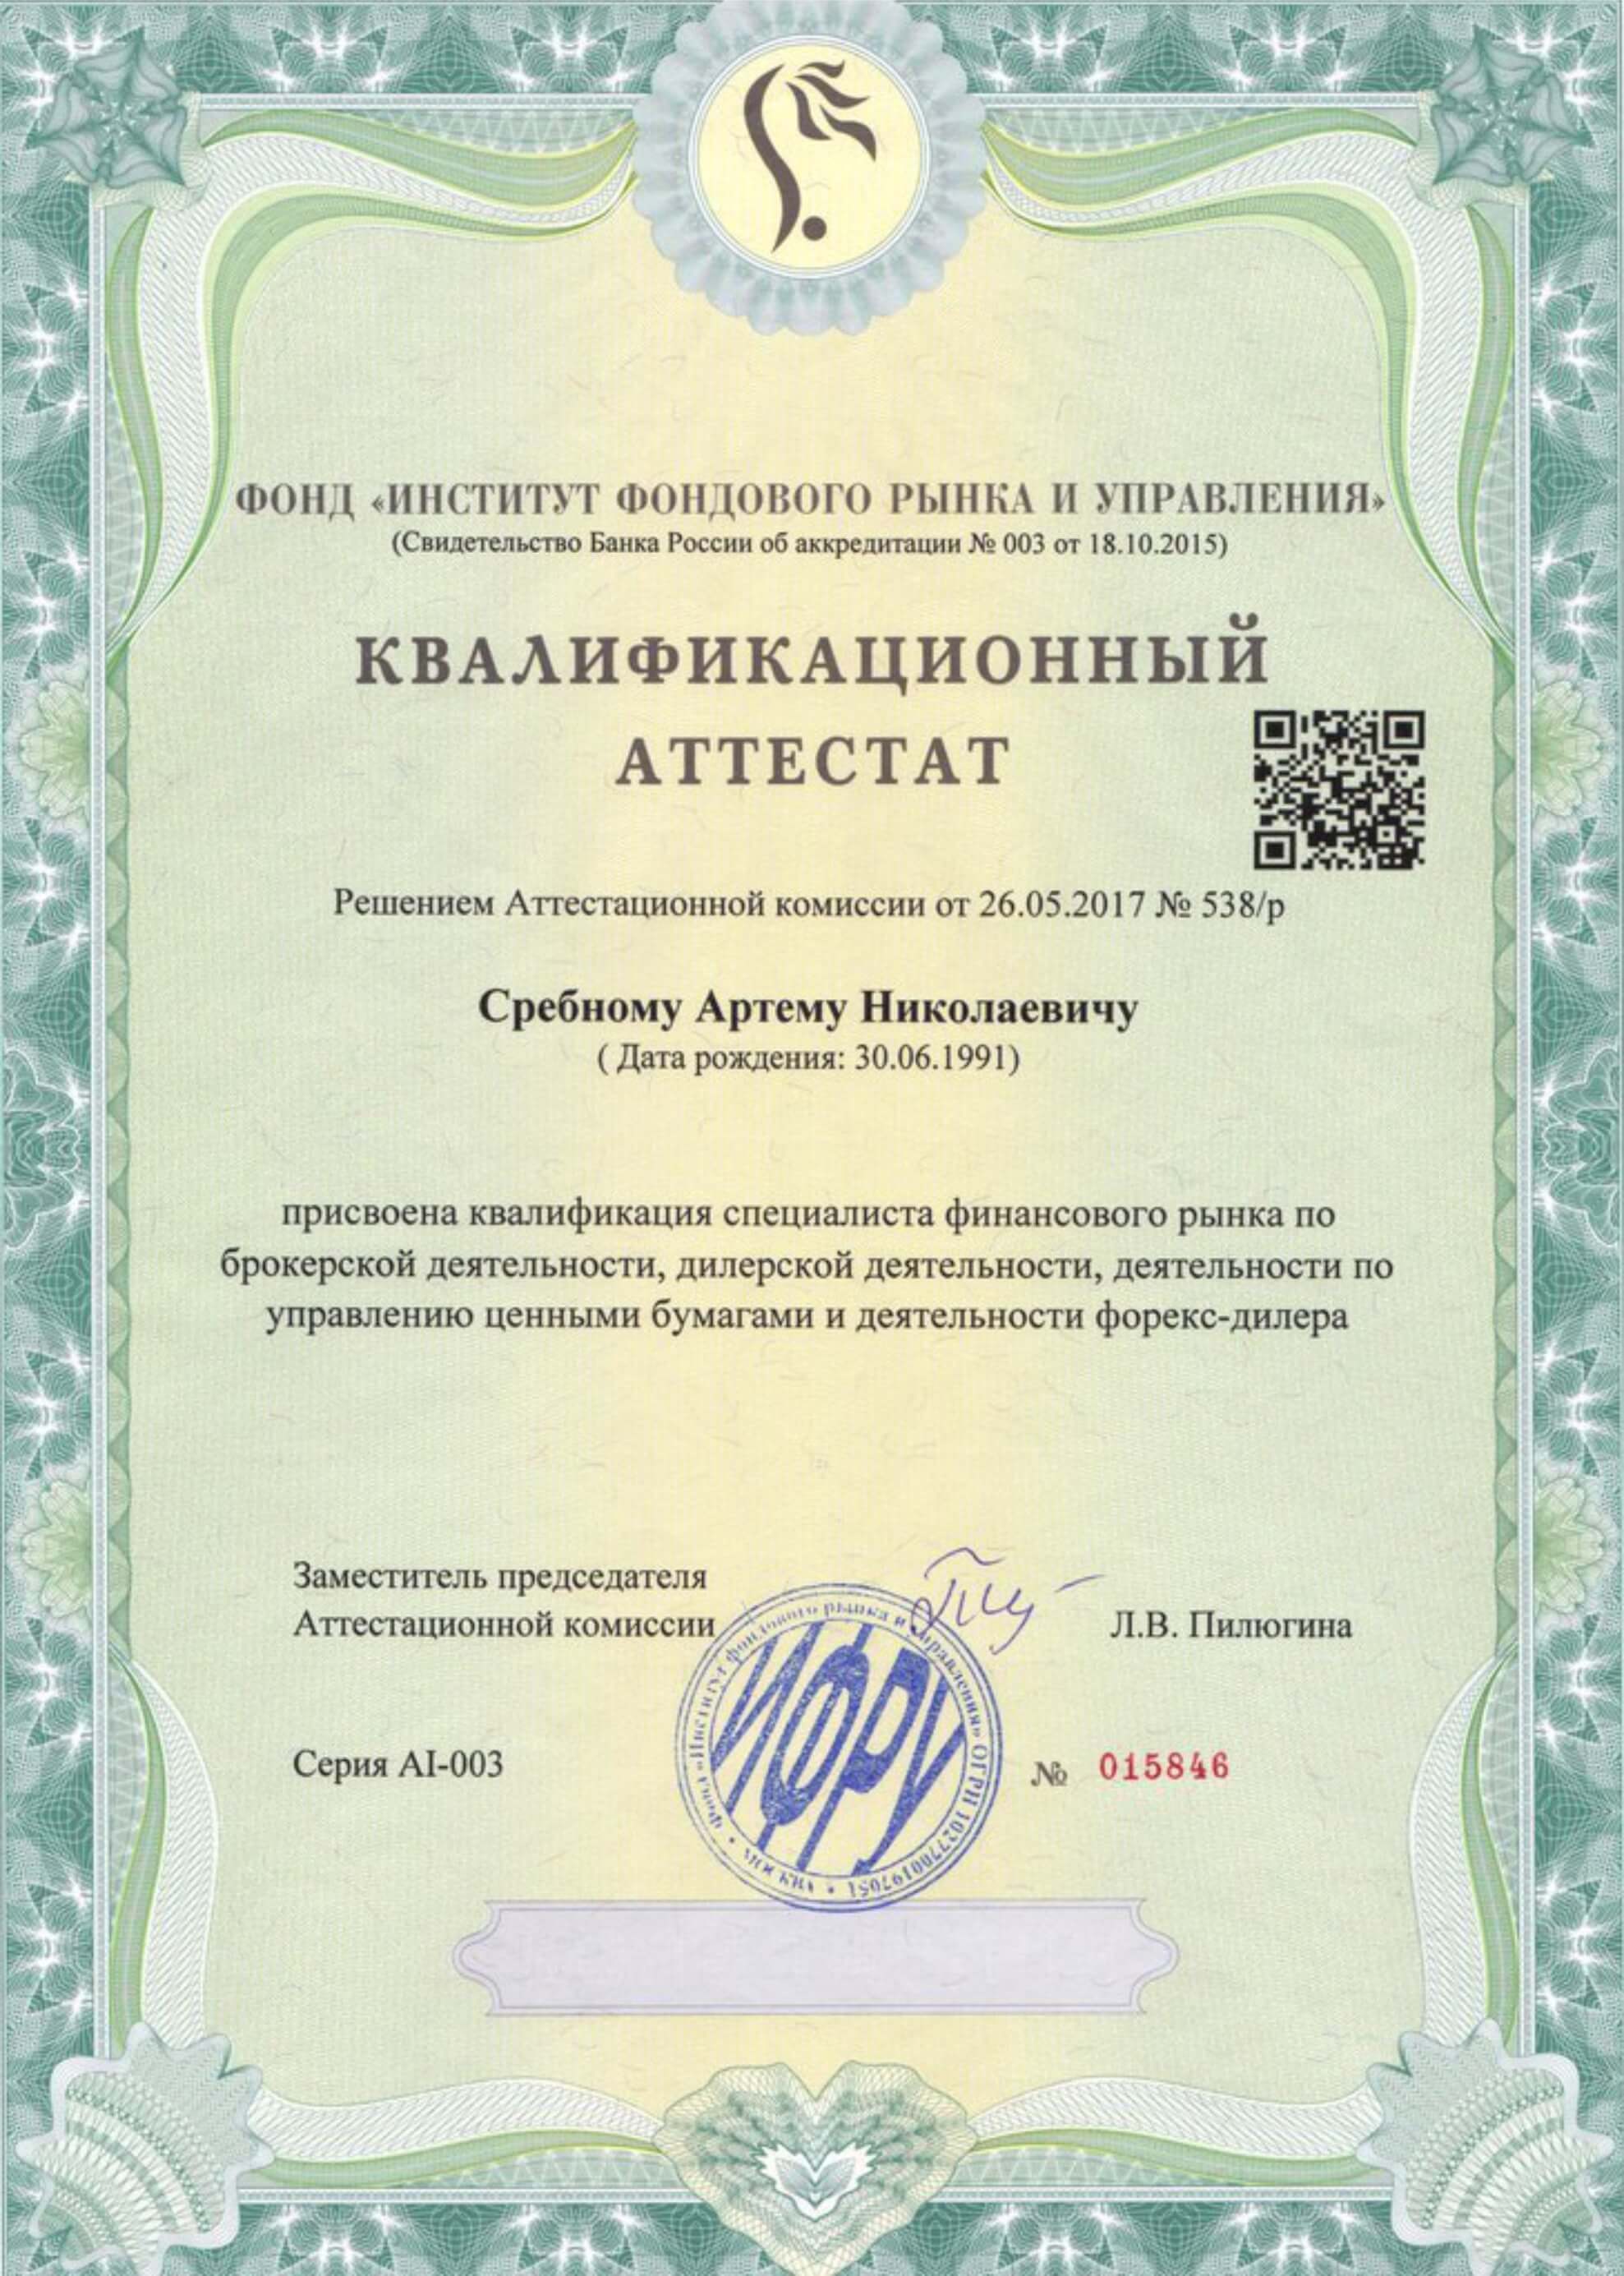 ФОНД «ИНСТИТУТ ФОНДОВОГО РЫНКА И УПРАВЛЕНИЯ»
(Свидетельство Банка России об аккредитации № 003 от 18.10.2015)
КВАЛИФИКАЦИОННЫЙ
АТТЕСТАТ
Решением Аттестационной комиссии от 26.05.2017 № 538/р
Сребному Артему Николаевичу
( Дата рождения: 30.06.1991)
присвоена квалификация специалиста финансового рынка по
брокерской деятельности, дилерской деятельности, деятельности по
управлению ценными бумагами и деятельности форекс-дилера
Заместитель председателя
Аттестационной комиссии
Л.В. Пилюгина
Фонд «Институт фондового рынка и управления» ОГРН 1027700197051
ИФРУ
Серия AI-003
№ 015846